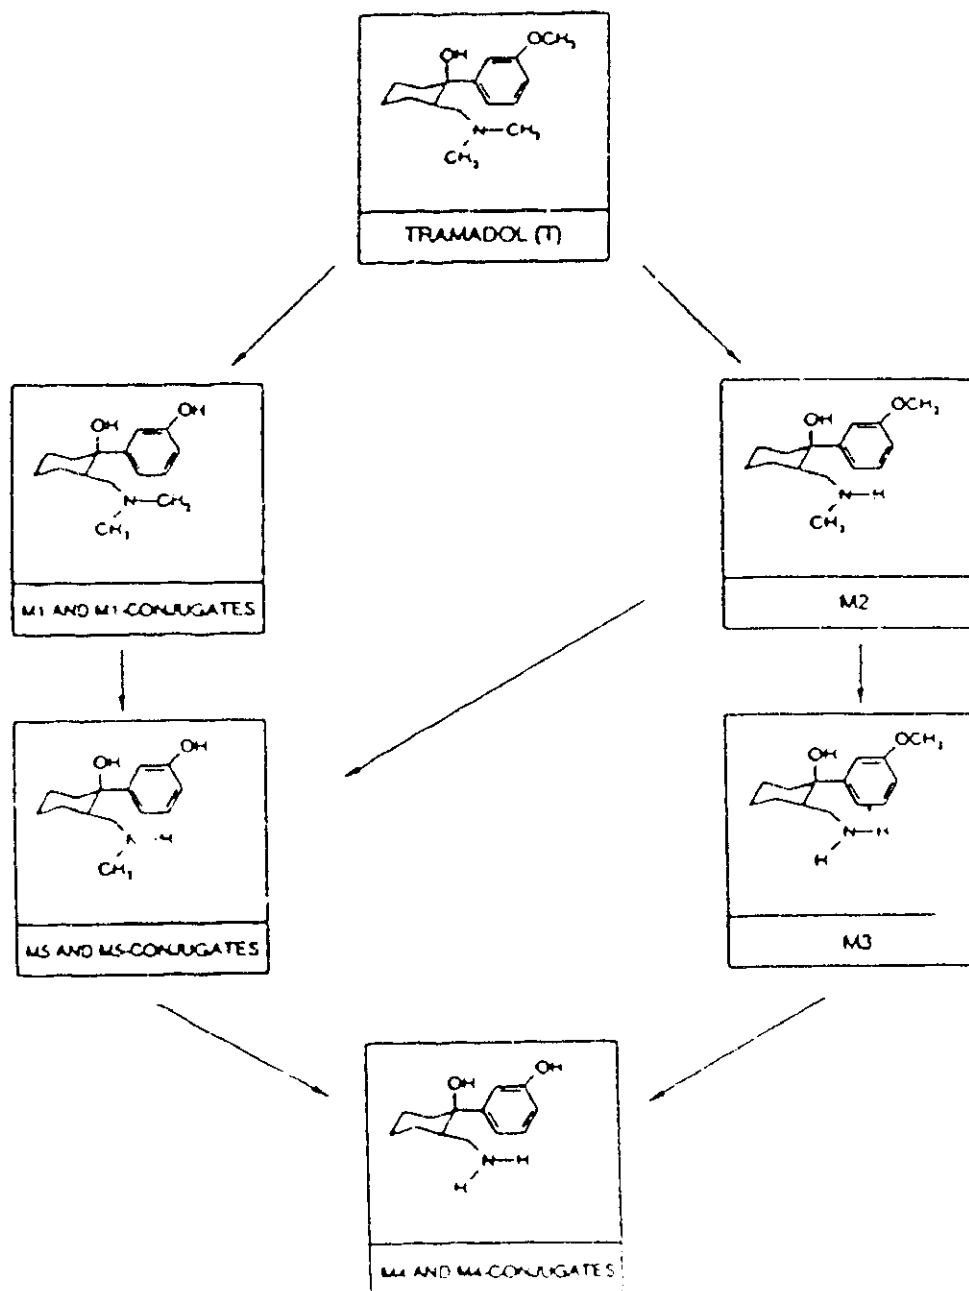 OH
OCH₃
N—CH₃
CH₃
TRAMADOL (T)
OH
OH
N—CH₃
CH₃
M1 AND M1-CONJUGATES
OH
OCH₃
N—H
CH₃
M2
OH
OH
N—H
CH₃
M5 AND M5-CONJUGATES
OH
OCH₃
N—H
H
M3
OH
OH
N—H
H
M4 AND M4-CONJUGATES